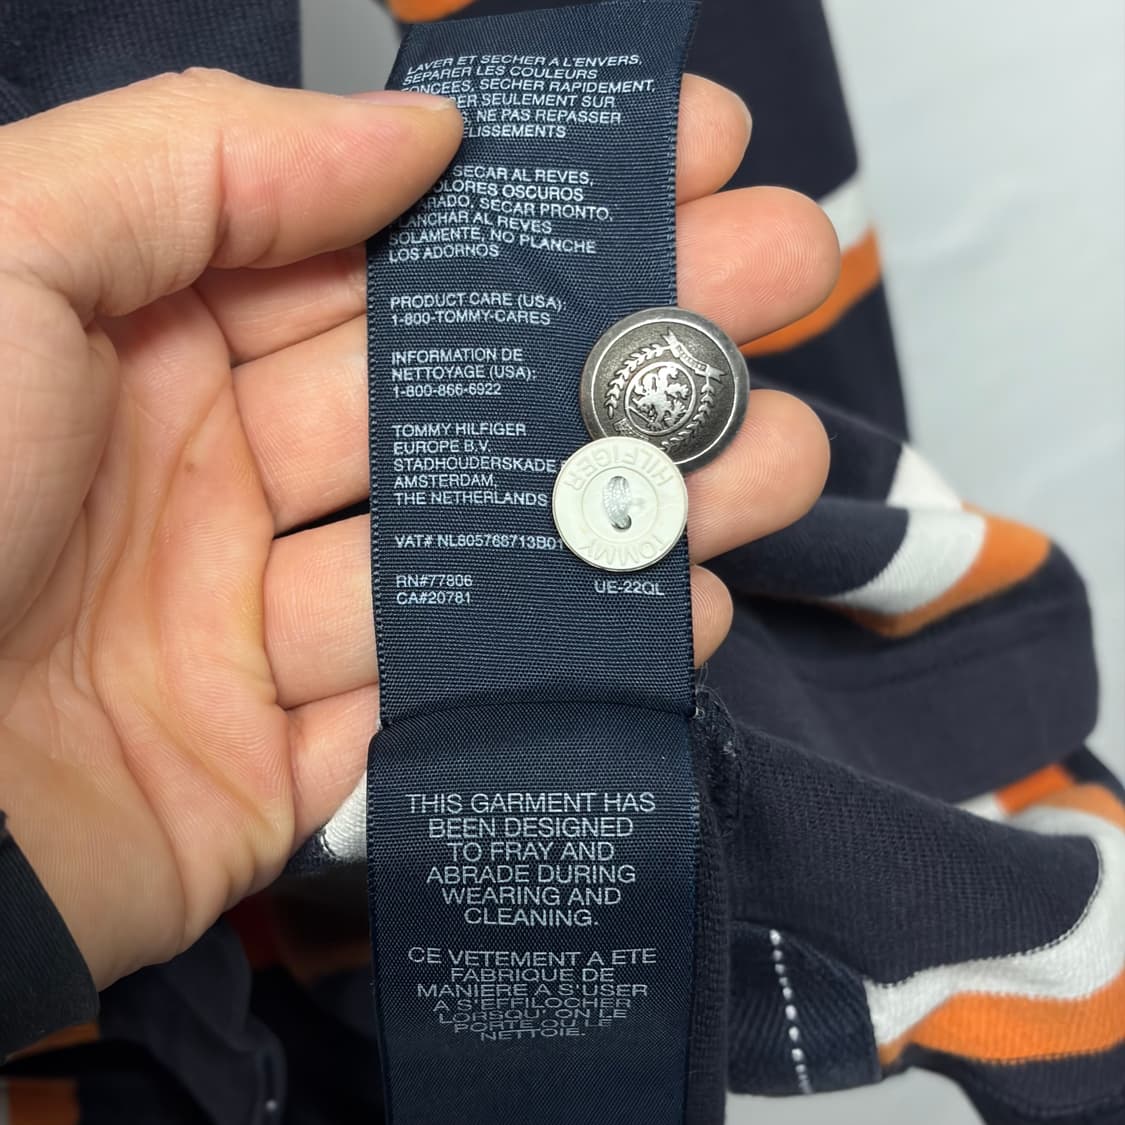 LAVER ET SECHER A L'ENVERS,
SEPARER LES COULEURS
FONCEES, SECHER RAPIDEMENT,
SEULEMENT SUR
NE PAS REPASSER
SECAR AL REVES,
COLORES OSCUROS
SECAR PRONTO,
PLANCHAR AL REVES
SOLAMENTE, NO PLANCHE
LOS ADORNOS
PRODUCT CARE (USA):
1-800-TOMMY-CARES
INFORMATION DE
NETTOYAGE (USA):
1-800-866-6922
TOMMY HILFIGER
EUROPE B.V.
STADHOUDERSKADE
AMSTERDAM,
THE NETHERLANDS
VAT# NL805766713B01
RN#77806
CA#20781
UE-22QL
TOMMY HILFIGER
THIS GARMENT HAS
BEEN DESIGNED
TO FRAY AND
ABRADE DURING
WEARING AND
CLEANING.
CE VETEMENT A ETE
FABRIQUE DE
MANIERE A S'USER
A S'EFFILOCHER
LORSQU' ON LE
PORTE OU LE
NETTOIE.